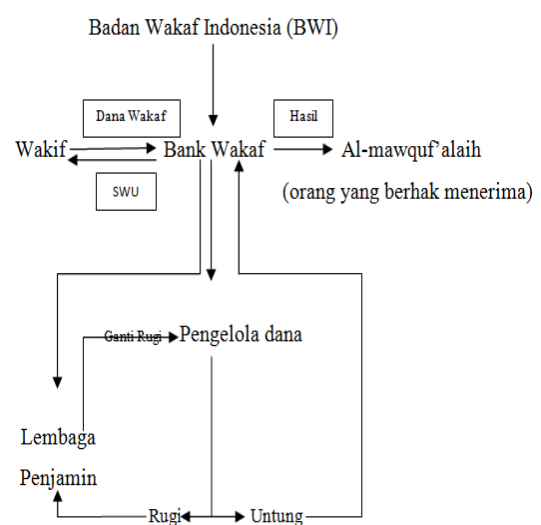 Badan Wakaf Indonesia (BWI)
Dana Wakaf
Hasil
Wakif
Bank Wakaf
Al-mawquf’alaih
SWU
(orang yang berhak menerima)
Ganti Rugi
Pengelola dana
Lembaga
Penjamin
Rugi
Untung